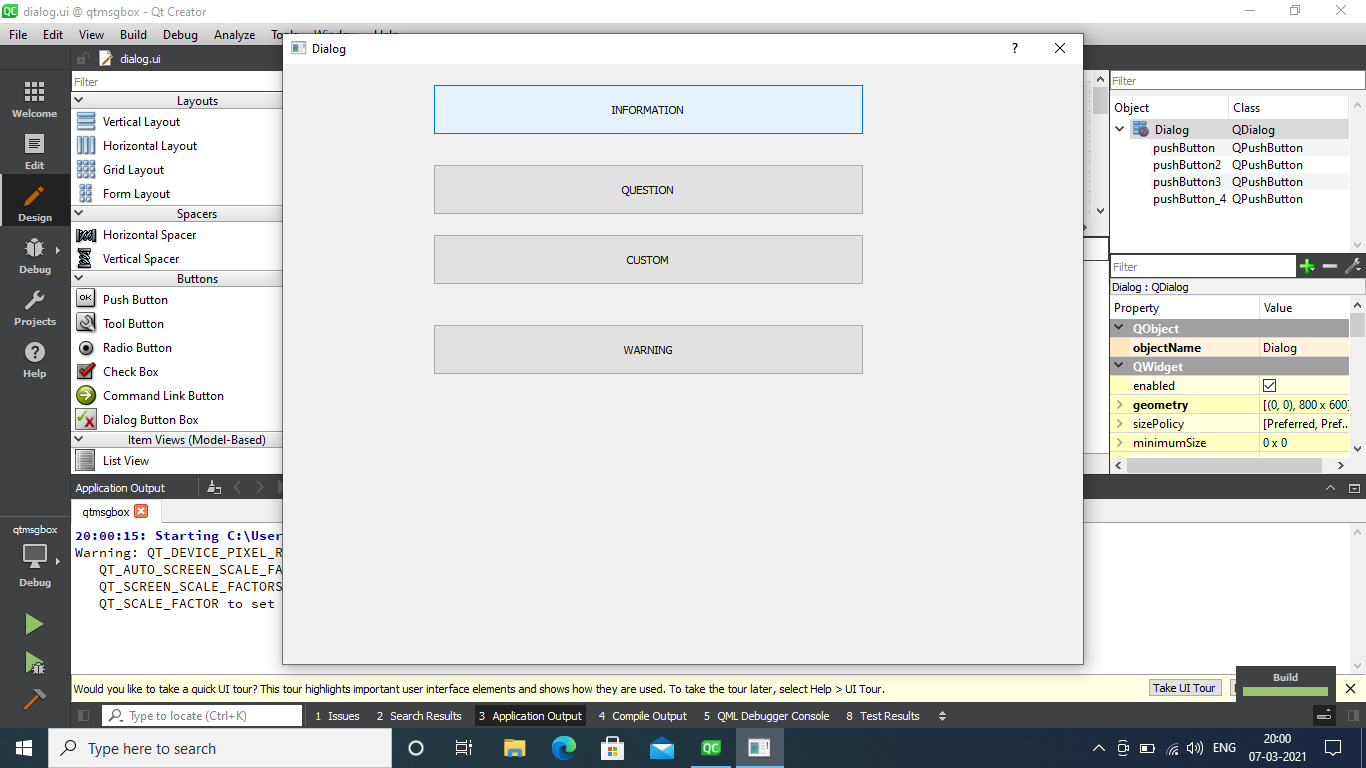 dialog.ui @ qtmsgbox - Qt Creator
File Edit View Build Debug Analyze
dialog.ui
Dialog
?
Filter
Layouts
Vertical Layout
Horizontal Layout
Grid Layout
Form Layout
Spacers
Horizontal Spacer
Vertical Spacer
Buttons
Push Button
Tool Button
Radio Button
Check Box
Command Link Button
OK
Dialog Button Box
Item Views (Model-Based)
List View
Welcome
Edit
Design
Debug
Projects
Help
INFORMATION
QUESTION
CUSTOM
WARNING
Filter
Object Class
Dialog QDialog
pushButton QPushButton
pushButton2 QPushButton
pushButton3 QPushButton
pushButton_4 QPushButton
Filter
Dialog : QDialog
Property Value
QObject
objectName Dialog
QWidget
enabled
geometry [(0, 0), 800 x 600]
sizePolicy [Preferred, Pref...
minimumSize 0 x 0
Application Output
qtmsgbox
20:00:15: Starting C:\User
Warning: QT_DEVICE_PIXEL_R
QT_AUTO_SCREEN_SCALE_FA
QT_SCREEN_SCALE_FACTORS
QT_SCALE_FACTOR to set
qtmsgbox
Debug
Would you like to take a quick UI tour? This tour highlights important user interface elements and shows how they are used. To take the tour later, select Help > UI Tour.
Take UI Tour
Build
Type to locate (Ctrl+K)
1 Issues 2 Search Results 3 Application Output 4 Compile Output 5 QML Debugger Console 8 Test Results
Type here to search
QC
ENG
20:00
07-03-2021